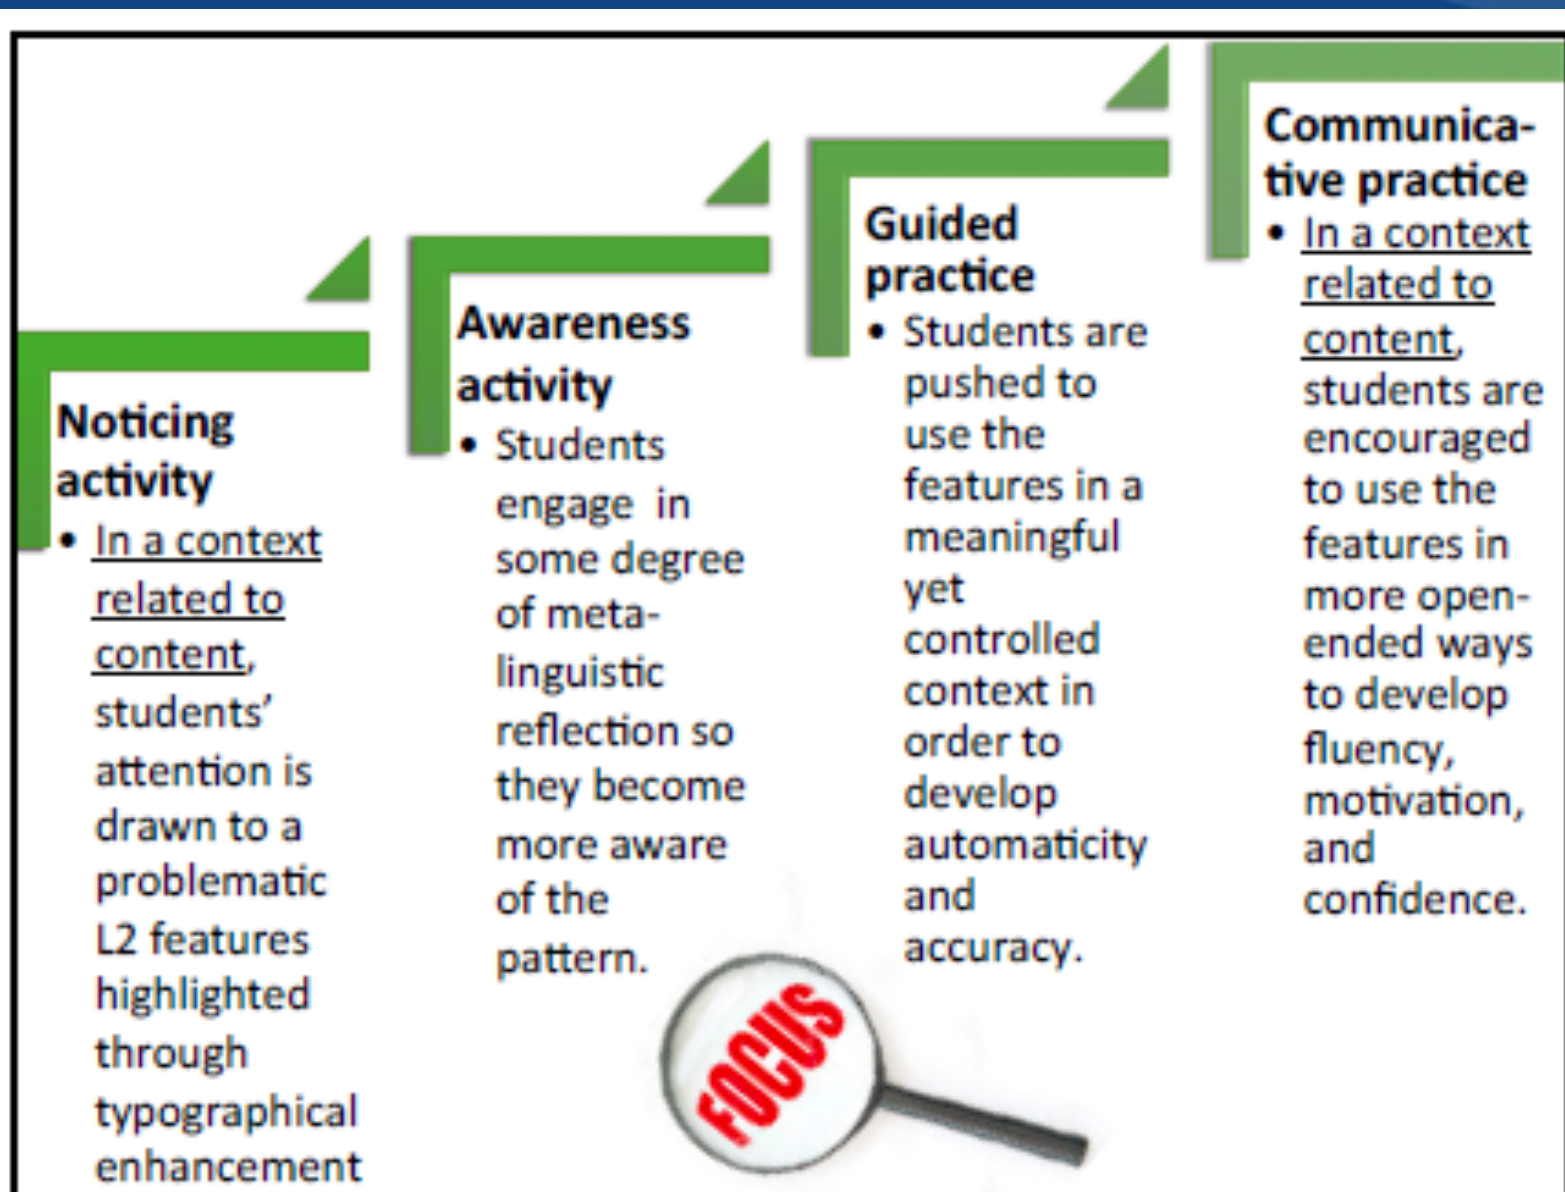 Noticing
activity
• In a context
related to
content,
students'
attention is
drawn to a
problematic
L2 features
highlighted
through
typographical
enhancement
Awareness
activity
• Students
engage in
some degree
of meta-
linguistic
reflection so
they become
more aware
of the
pattern.
Guided
practice
• Students are
pushed to
use the
features in a
meaningful
yet
controlled
context in
order to
develop
automaticity
and
accuracy.
Communica-
tive practice
• In a context
related to
content,
students are
encouraged
to use the
features in
more open-
ended ways
to develop
fluency,
motivation,
and
confidence.
FOCUS